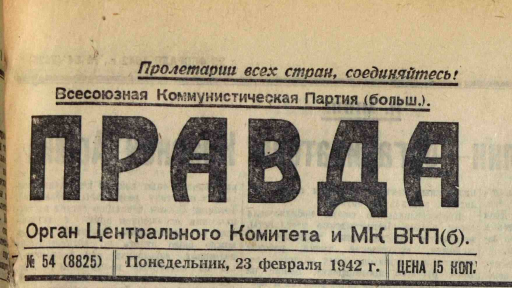 Пролетарии всех стран, соединяйтесь!
Всесоюзная Коммунистическая Партия (больш.).
ПРАВДА
Орган Центрального Комитета и МК ВКП(б).
№ 54 (8825) Понедельник, 23 февраля 1942 г. ЦЕНА 15 КОП.